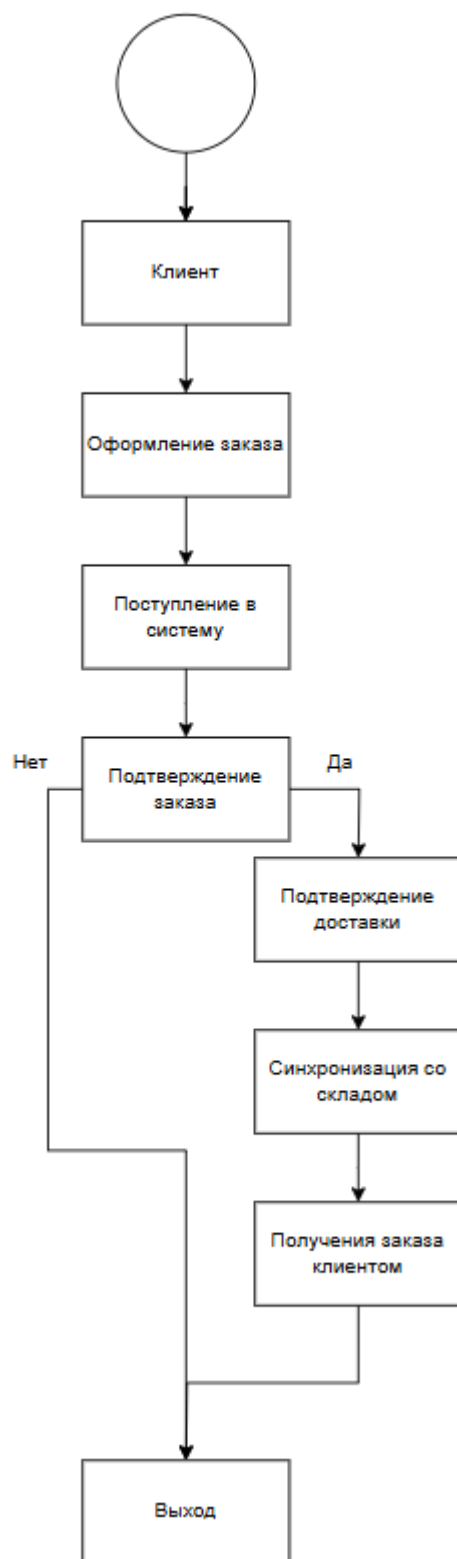 Клиент
Оформление заказа
Поступление в
систему
Нет
Подтверждение
заказа
Да
Подтверждение
доставки
Синхронизация со
складом
Получения заказа
клиентом
Выход